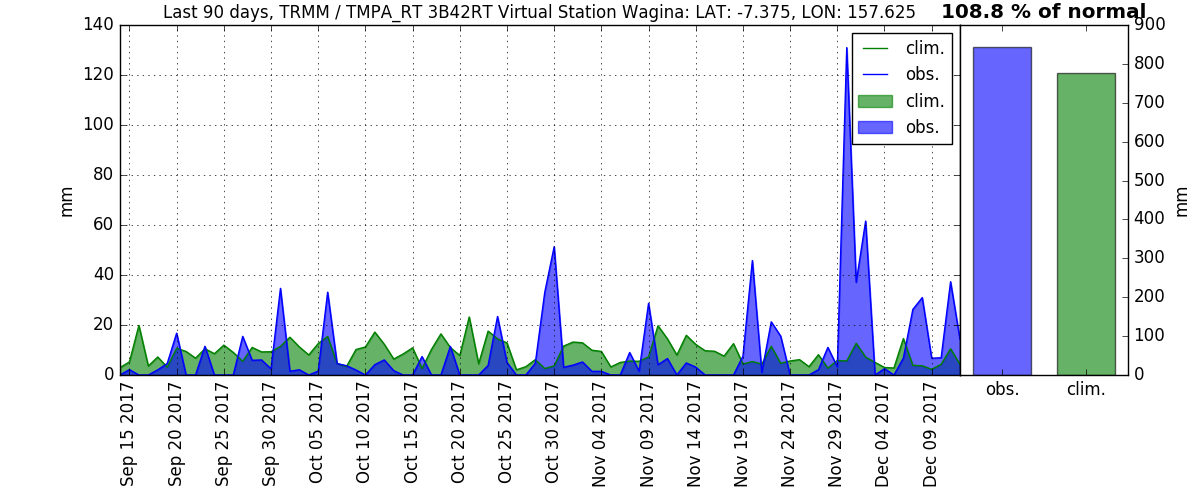 Last 90 days, TRMM / TMPA_RT 3B42RT Virtual Station Wagina: LAT: -7.375, LON: 157.625
108.8 % of normal
140
120
100
80
60
40
20
0
mm
clim.
obs.
clim.
obs.
900
800
700
600
500
400
300
200
100
0
mm
Sep 15 2017
Sep 20 2017
Sep 25 2017
Sep 30 2017
Oct 05 2017
Oct 10 2017
Oct 15 2017
Oct 20 2017
Oct 25 2017
Oct 30 2017
Nov 04 2017
Nov 09 2017
Nov 14 2017
Nov 19 2017
Nov 24 2017
Nov 29 2017
Dec 04 2017
Dec 09 2017
obs.
clim.